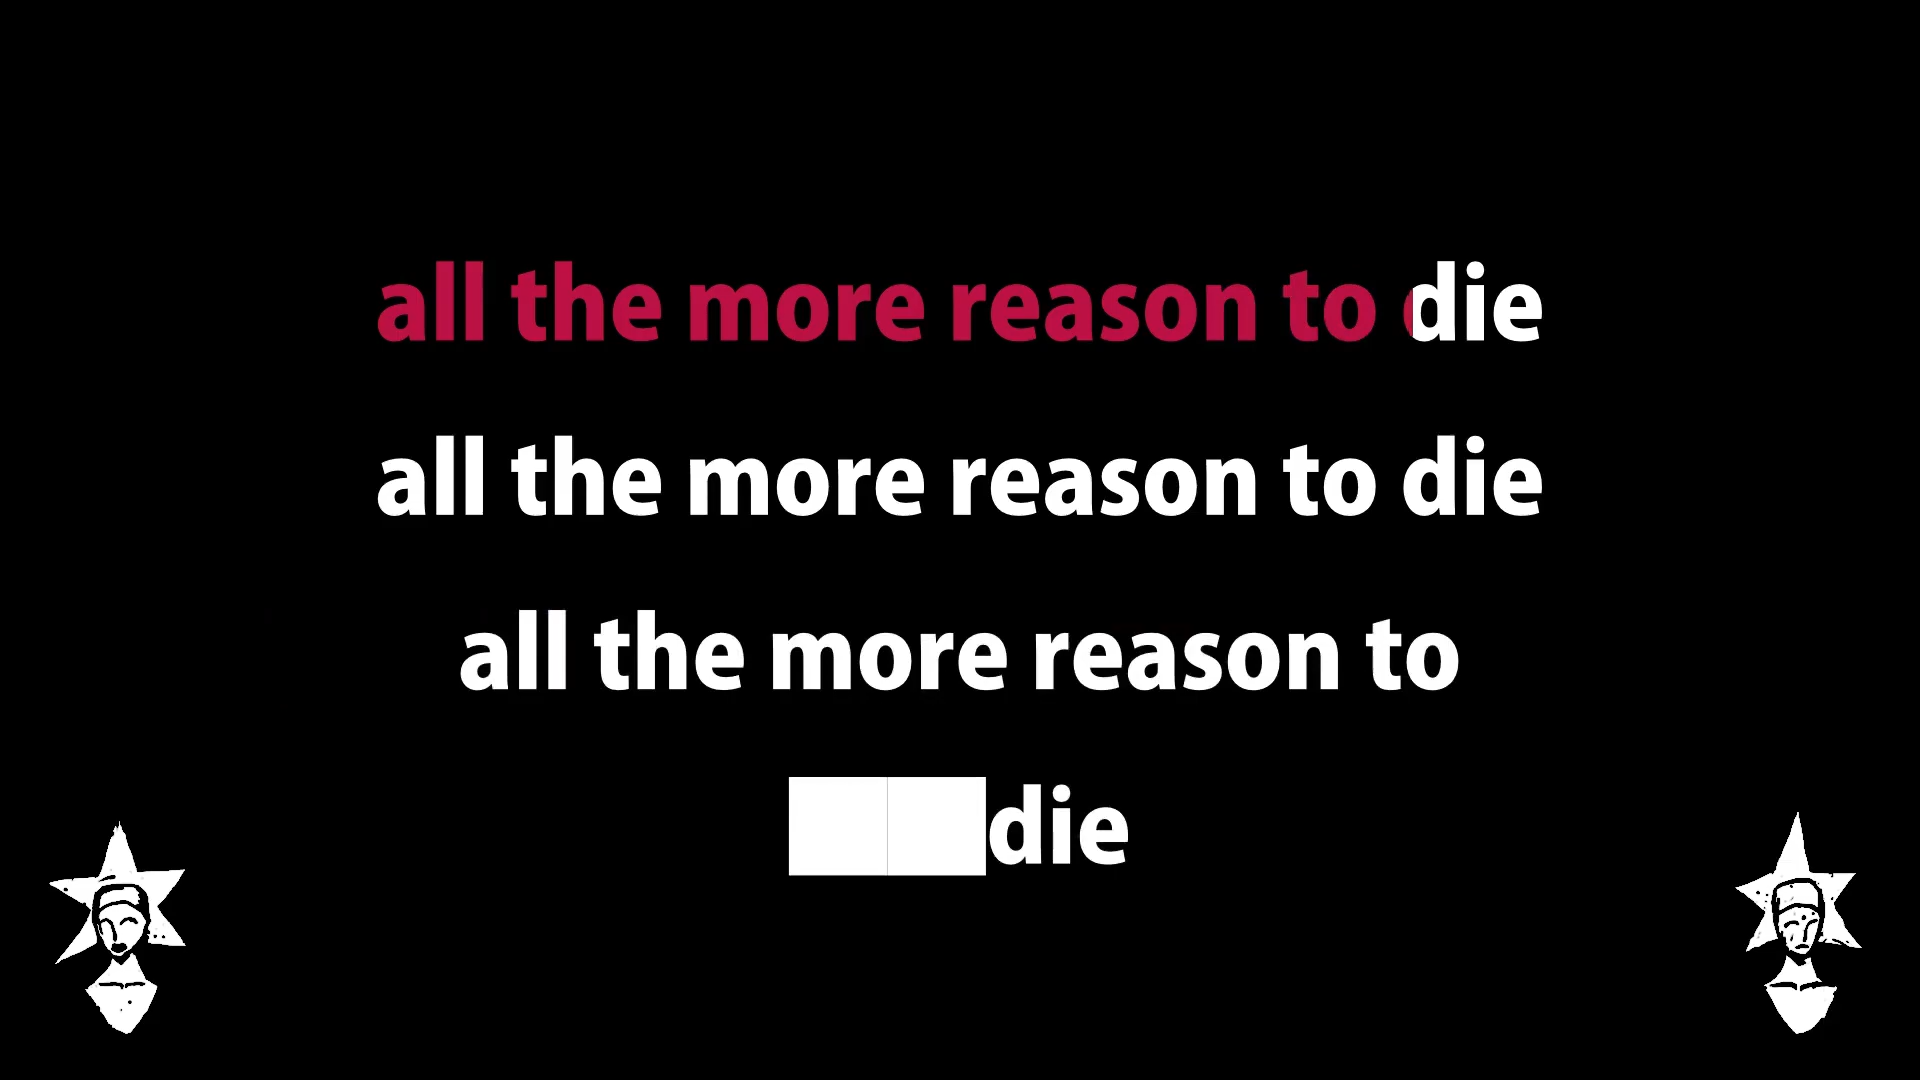 all the more reason to die
all the more reason to die
all the more reason to
die